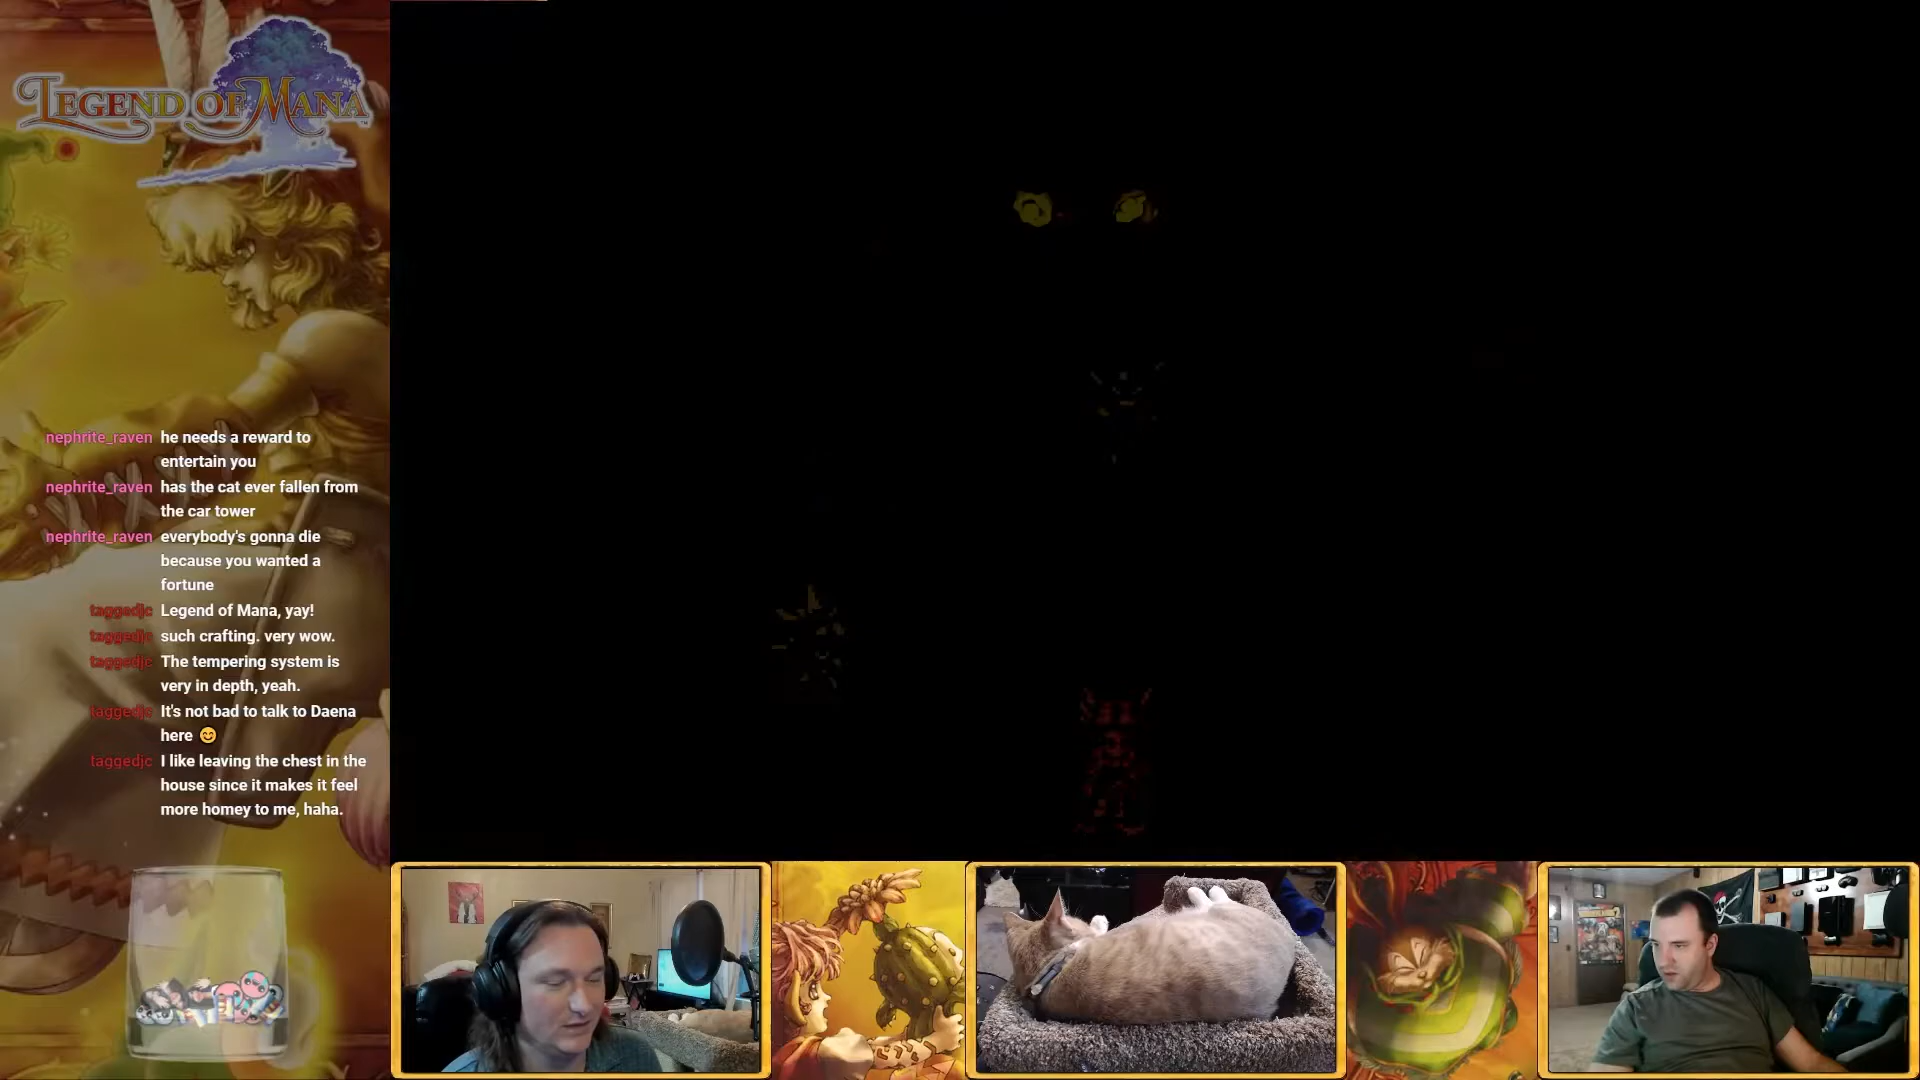 LEGEND OF MANA
nephrite_raven he needs a reward to
entertain you
nephrite_raven has the cat ever fallen from
the car tower
nephrite_raven everybody's gonna die
because you wanted a
fortune
taggedjc Legend of Mana, yay!
taggedjc such crafting. very wow.
taggedjc The tempering system is
very in depth, yeah.
taggedjc It's not bad to talk to Daena
here 😊
taggedjc I like leaving the chest in the
house since it makes it feel
more homey to me, haha.